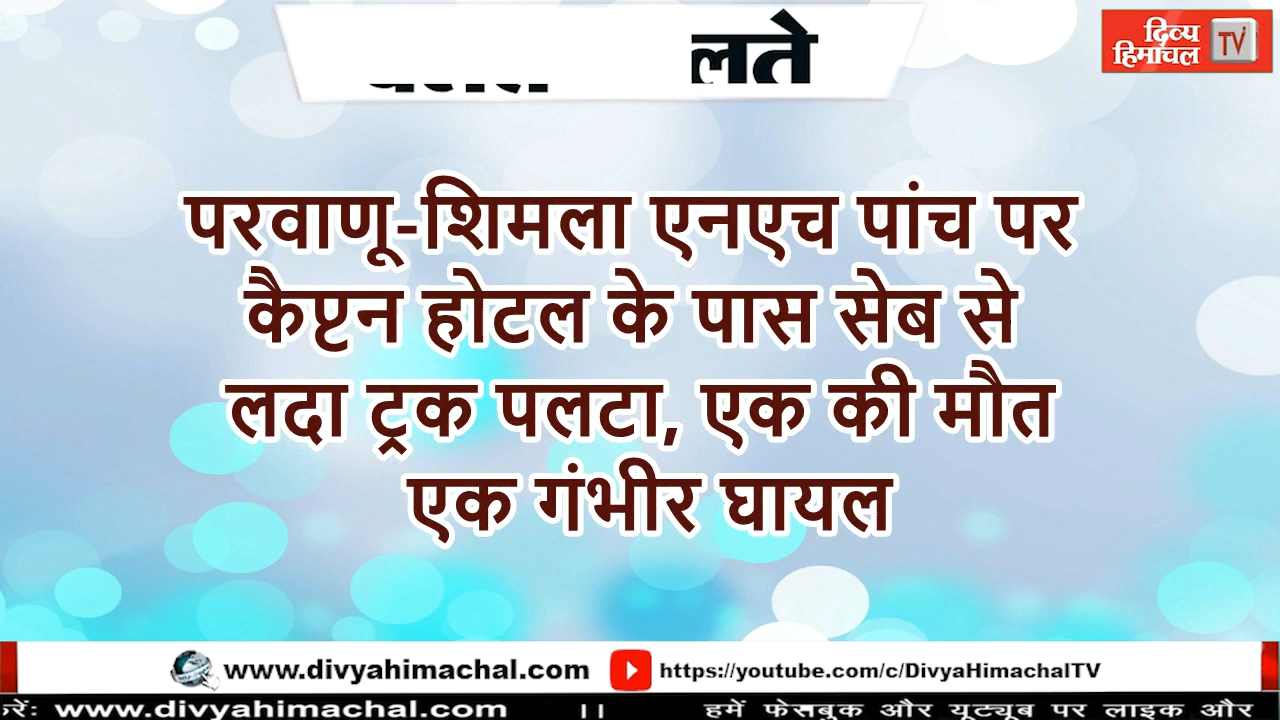 लते
दिव्य
हिमाचल
TV
परवाणू-शिमला एनएच पांच पर
कैप्टन होटल के पास सेब से
लदा ट्रक पलटा, एक की मौत
एक गंभीर घायल
www.divyahimachal.com
https://youtube.com/c/DivyaHimachalTV
www.divyahimachal.com || हमें फेसबुक और यूट्यूब पर लाइक और